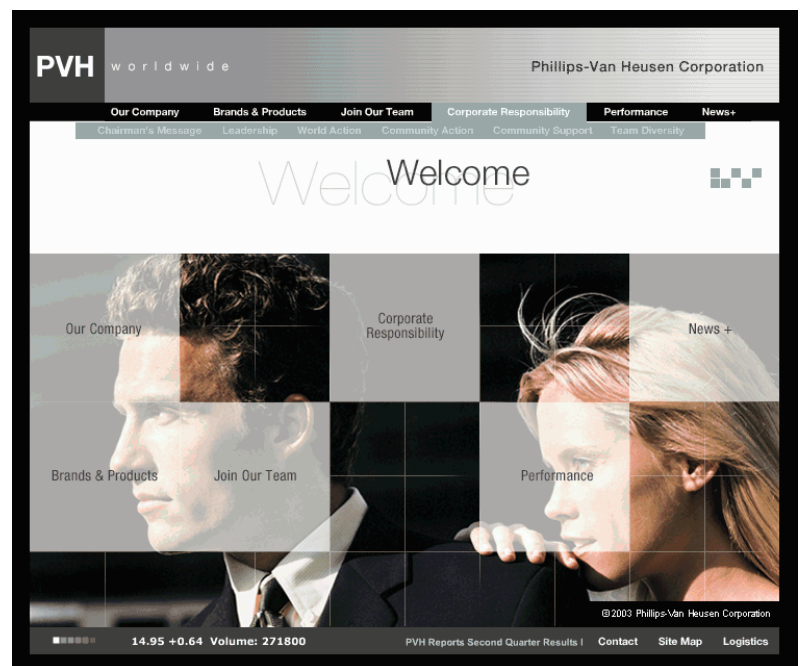 PVH worldwide Phillips-Van Heusen Corporation
Our Company Brands & Products Join Our Team Corporate Responsibility Performance News+
Chairman's Message Leadership World Action Community Action Community Support Team Diversity
Welcome
Welcome
Our Company
Corporate
Responsibility
News +
Brands & Products
Join Our Team
Performance
©2003 Phillips-Van Heusen Corporation
14.95 +0.64 Volume: 271800 PVH Reports Second Quarter Results | Contact Site Map Logistics